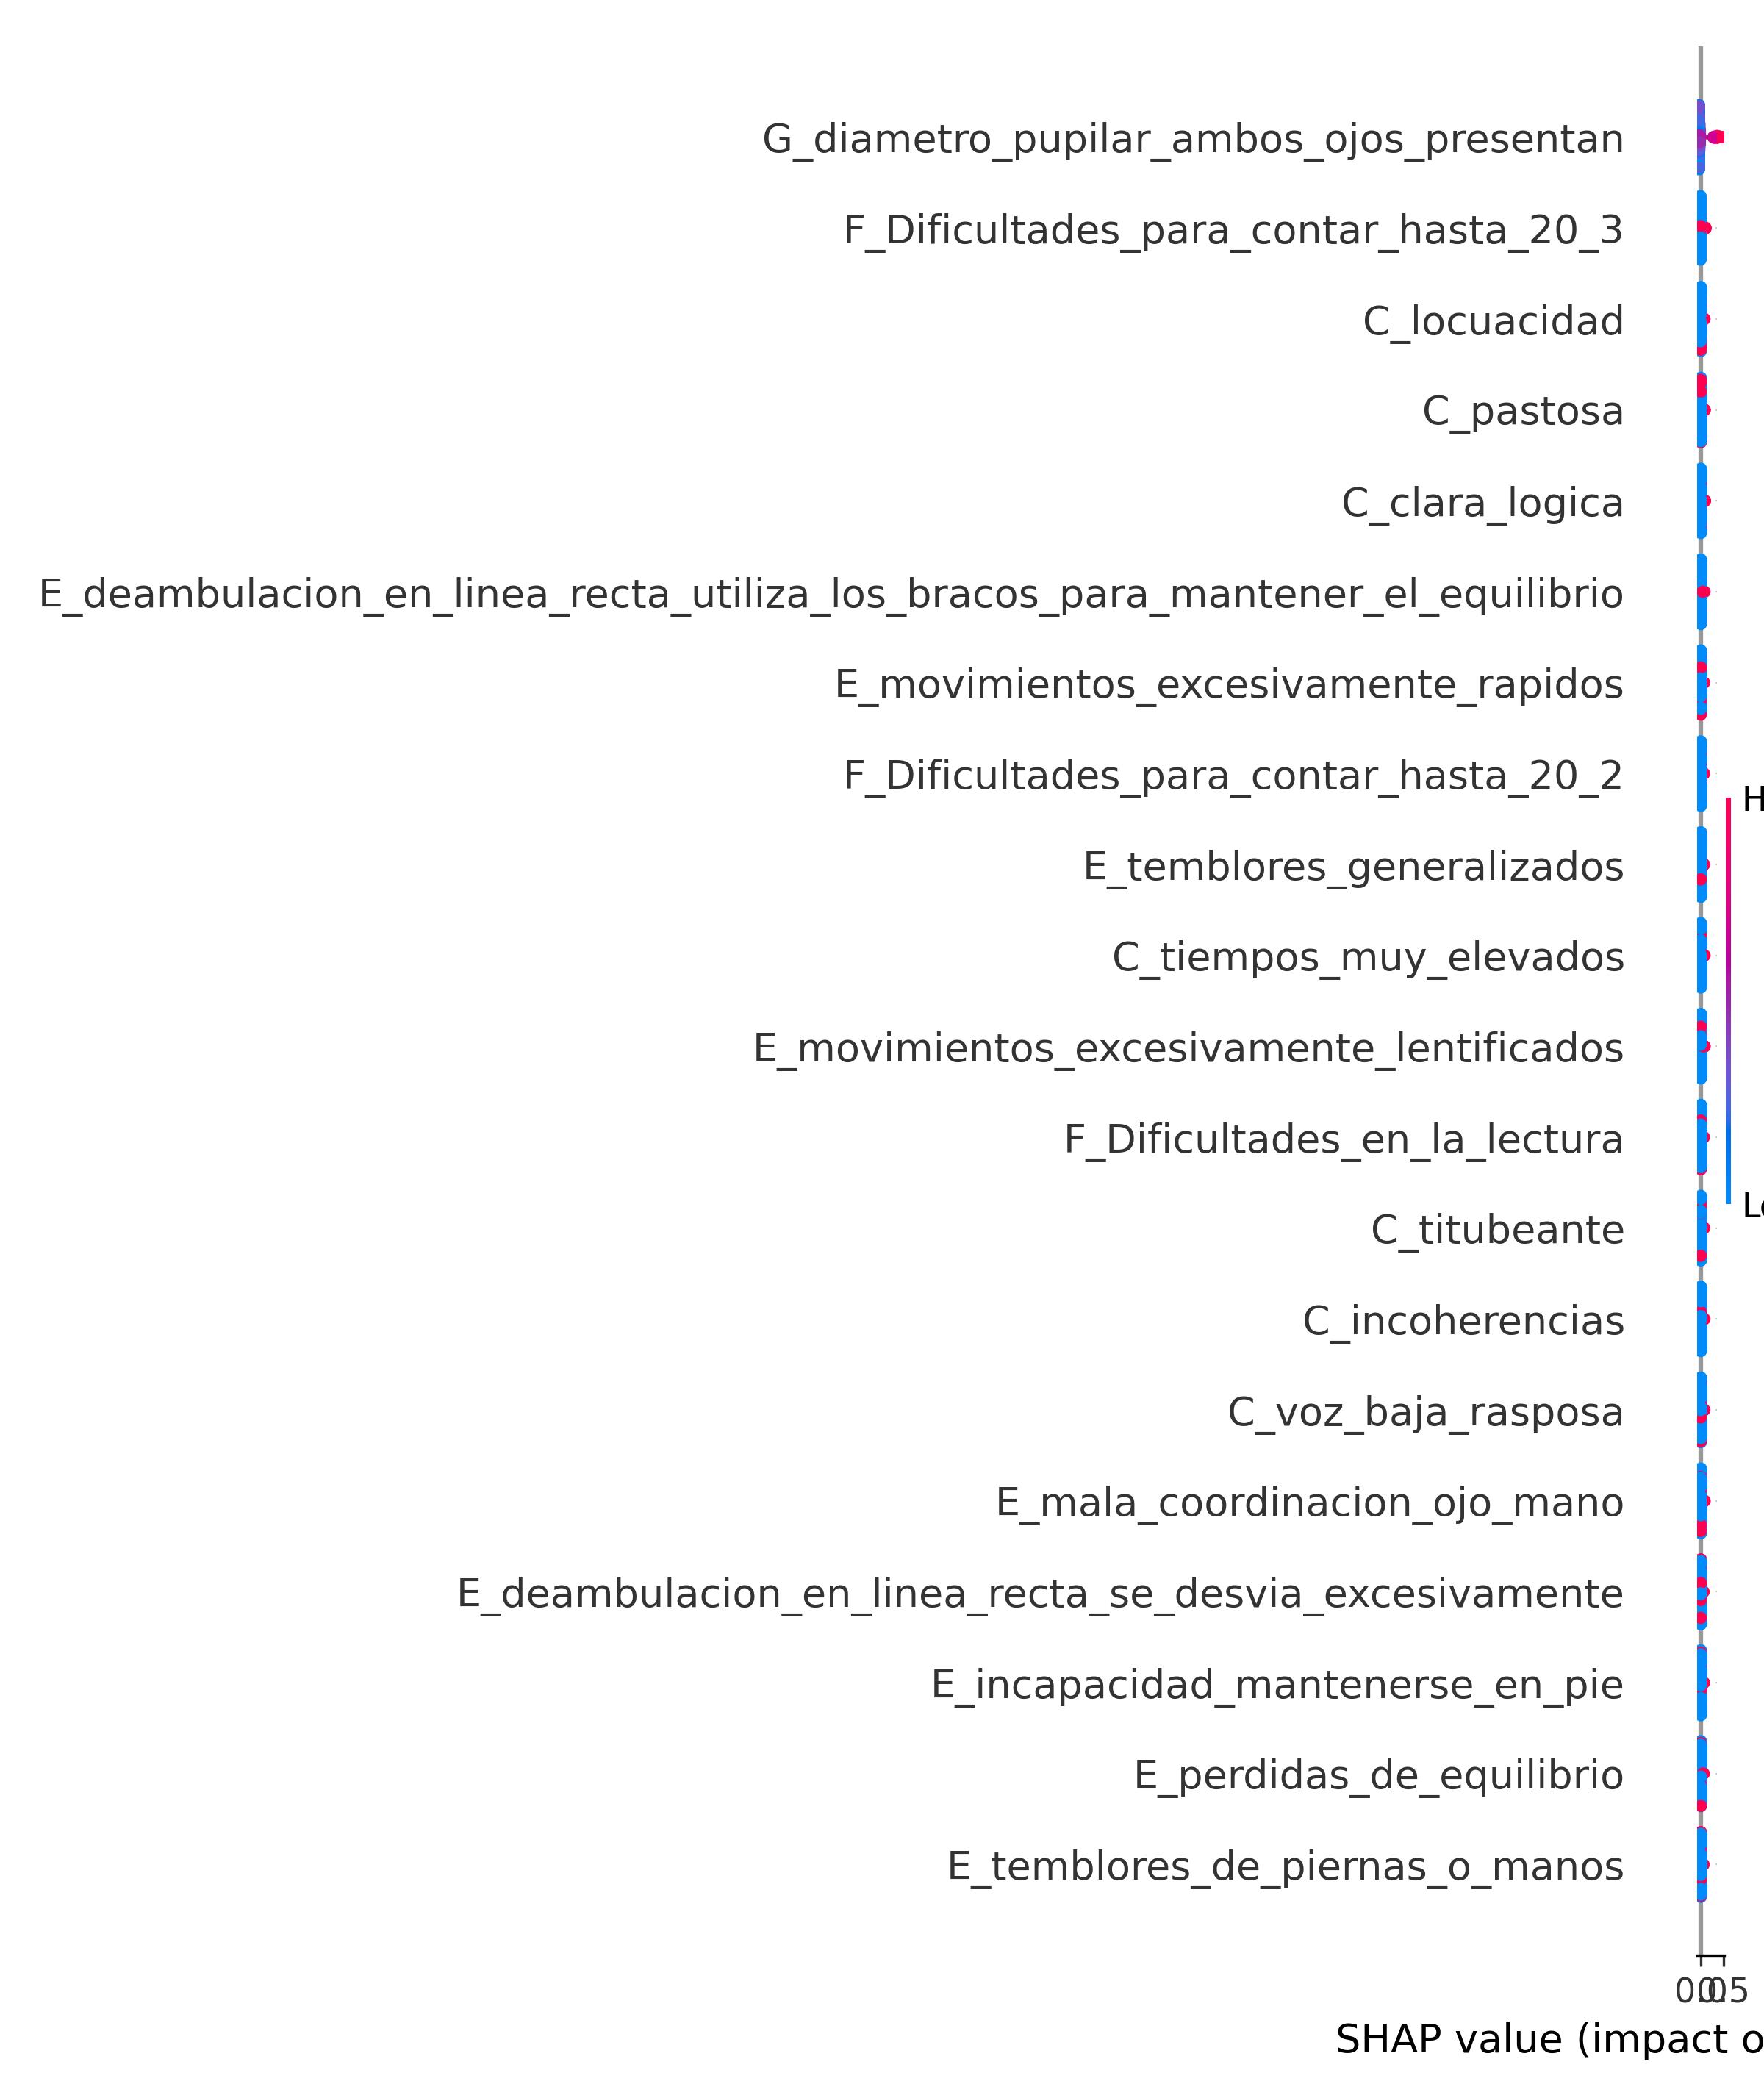 G_diametro_pupilar_ambos_ojos_presentan
F_Dificultades_para_contar_hasta_20_3
C_locuacidad
C_pastosa
C_clara_logica
E_deambulacion_en_linea_recta_utiliza_los_bracos_para_mantener_el_equilibrio
E_movimientos_excesivamente_rapidos
F_Dificultades_para_contar_hasta_20_2
H
E_temblores_generalizados
C_tiempos_muy_elevados
E_movimientos_excesivamente_lentificados
F_Dificultades_en_la_lectura
Lo
C_titubeante
C_incoherencias
C_voz_baja_rasposa
E_mala_coordinacion_ojo_mano
E_deambulacion_en_linea_recta_se_desvia_excesivamente
E_incapacidad_mantenerse_en_pie
E_perdidas_de_equilibrio
E_temblores_de_piernas_o_manos
SHAP value (impact o